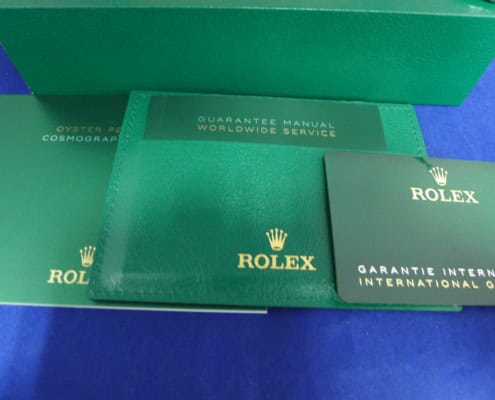 OYSTER PE
COSMOGRAP
ROLEX
GUARANTEE MANUAL
WORLDWIDE SERVICE
ROLEX
ROLEX
GARANTIE INTERN
INTERNATIONAL G